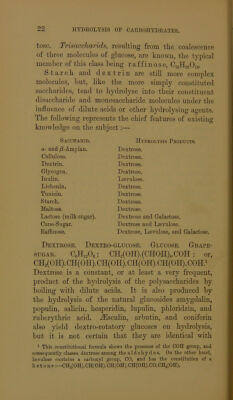 22 HYDROLYSIS OF CARBOHYDRATES.
tose. Trisaccharids, resulting from the coalescence
of three molecules of glucose, are known, the typical
member of this class being raffinose, C₁₈H₃₂O₁₆.
Starch and dextrin are still more complex
molecules, but, like the more simply constituted
saccharides, tend to hydrolyse into their constituent
disaccharide and monosaccharide molecules under the
influence of dilute acids or other hydrolysing agents.
The following represents the chief features of existing
knowledge on the subject :—
SACCHARID. HYDROLYSIS PRODUCTS.
α- and β-Amylan. Dextrose.
Cellulose. Dextrose.
Dextrin. Dextrose.
Glycogen. Dextrose.
Inulin. Lævulose.
Lichenin. Dextrose.
Tunicin. Dextrose.
Starch. Dextrose.
Maltose. Dextrose.
Lactose (milk-sugar). Dextrose and Galactose.
Cane-Sugar. Dextrose and Lævulose.
Raffinose. Dextrose, Lævulose, and Galactose.
DEXTROSE. DEXTRO-GLUCOSE. GLUCOSE. GRAPE-
SUGAR. C₆H₁₂O₆; CH₂(OH).(CHOH)₄.COH; or,
CH₂(OH).CH(OH).CH(OH).CH(OH).CH(OH).COH.¹
Dextrose is a constant, or at least a very frequent,
product of the hydrolysis of the polysaccharides by
boiling with dilute acids. It is also produced by
the hydrolysis of the natural glucosides amygdalin,
populin, salicin, hesperidin, lupulin, phloridzin, and
ruberythric acid. Æsculin, arbutin, and coniferin
also yield dextro-rotatory glucoses on hydrolysis,
but it is not certain that they are identical with
¹ This constitutional formula shows the presence of the COH group, and
consequently classes dextrose among the aldehydes. On the other hand,
lævulose contains a carbonyl group, CO, and has the constitution of a
ketone :—CH₂(OH).CH(OH).CH(OH).CH(OH).CO.CH₂(OH).